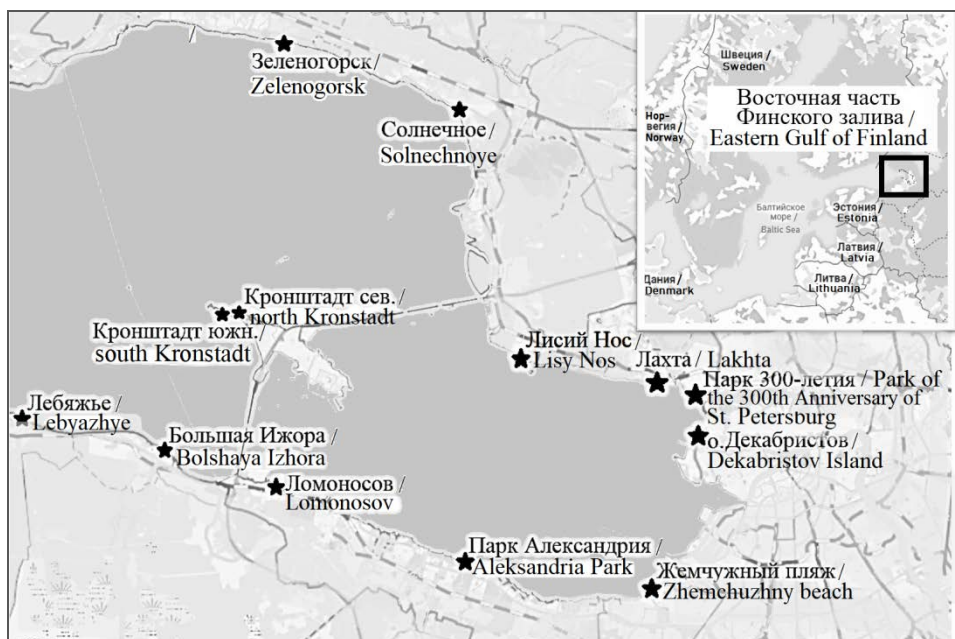 Зеленогорск/
Zelenogorsk
Солнечное/
Solnechnoye
Швеция/
Sweden
Восточная часть
Финского залива /
Eastern Gulf of Finland
Нор-
вегия/
Norway
Балтийское
море/
Baltic Sea
Эстония/
Estonia
Латвия/
Latvia
Литва/
Lithuania
Дания/
Denmark
Кронштадт сев./
north Kronstadt
Кронштадт южн./
south Kronstadt
Лисий Нос/
Lisy Nos
Лахта / Lakhta
Парк 300-летия / Park of
the 300th Anniversary of
St. Petersburg
о.Декабристов/
Dekabristov Island
Лебяжье /
Lebyazhye
Большая Ижора/
Bolshaya Izhora
Ломоносов /
Lomonosov
Парк Александрия/
Aleksandria Park
Жемчужный пляж/
Zhemchuzhny beach